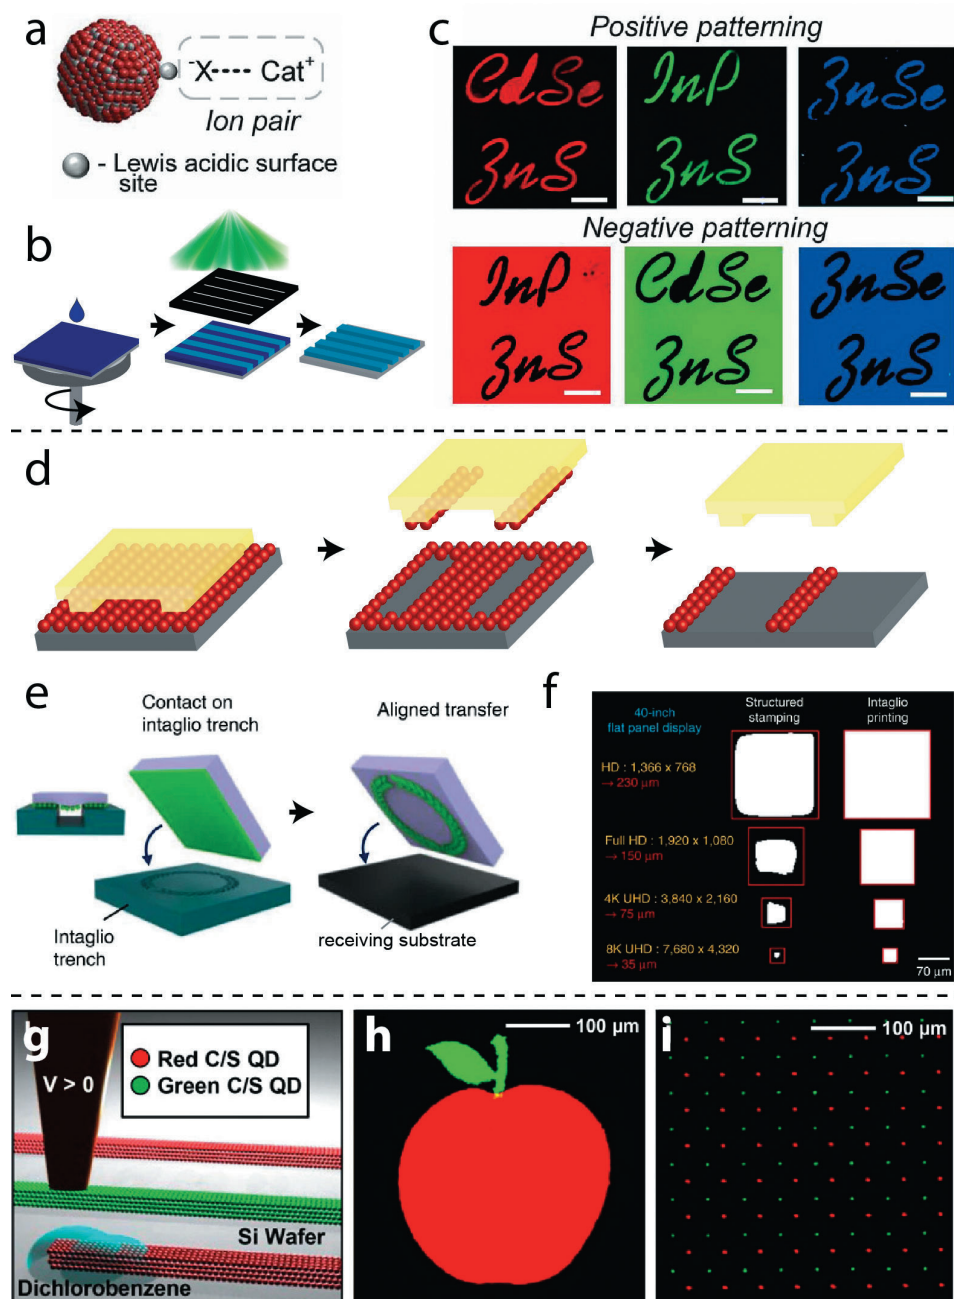 a
⁻X---- Cat⁺
Ion pair
- Lewis acidic surface
site
b
c
Positive patterning
CdSe
ZnS
InP
ZnS
ZnSe
ZnS
Negative patterning
InP
ZnS
CdSe
ZnS
ZnSe
ZnS
d
e
Contact on
intaglio trench
Aligned transfer
Intaglio
trench
receiving substrate
f
40-inch
flat panel display
Structured
stamping
Intaglio
printing
HD : 1,366 x 768
→ 230 µm
Full HD : 1,920 x 1,080
→ 150 µm
4K UHD : 3,840 x 2,160
→ 75 µm
8K UHD : 7,680 x 4,320
→ 35 µm
70 µm
g
V > 0
Red C/S QD
Green C/S QD
Si Wafer
Dichlorobenzene
h
100 µm
i
100 µm